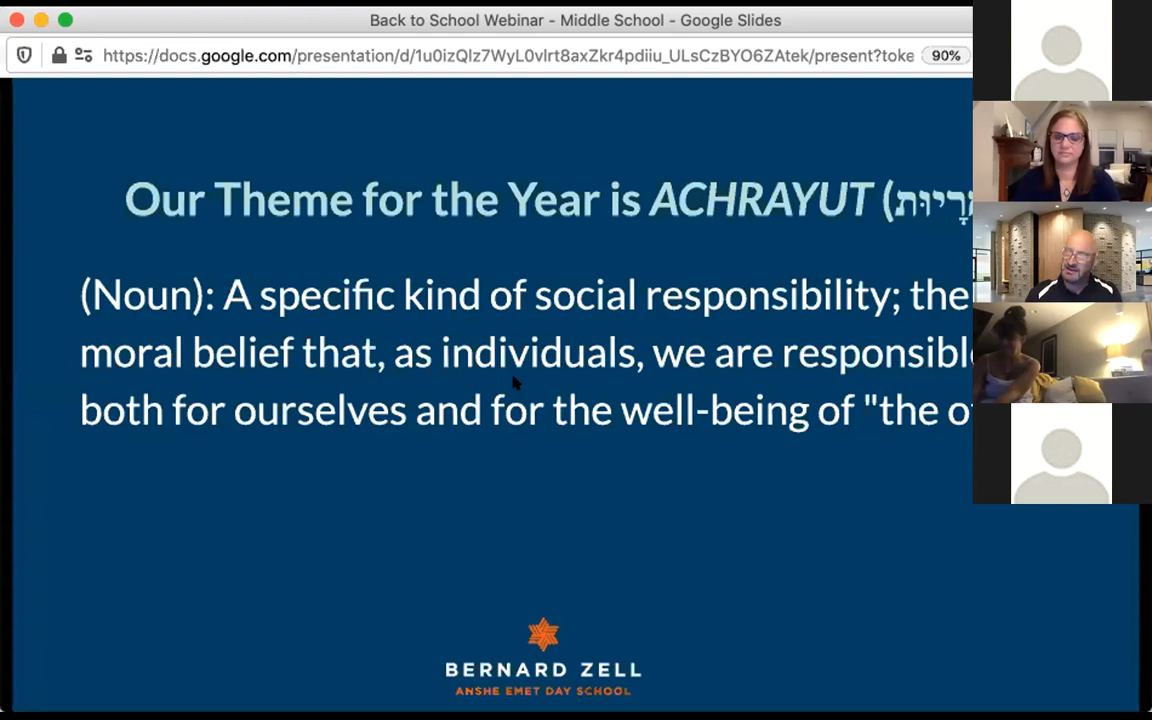 Back to School Webinar - Middle School - Google Slides
https://docs.google.com/presentation/d/1u0izQlz7WyL0vlrt8axZkr4pdiiu_ULsCzBYO6ZAtek/present?toke
90%
Our Theme for the Year is ACHRAYUT (
(Noun): A specific kind of social responsibility; the
moral belief that, as individuals, we are
both for ourselves and for the well-being of "the
BERNARD ZELL
ANSHE EMET DAY SCHOOL